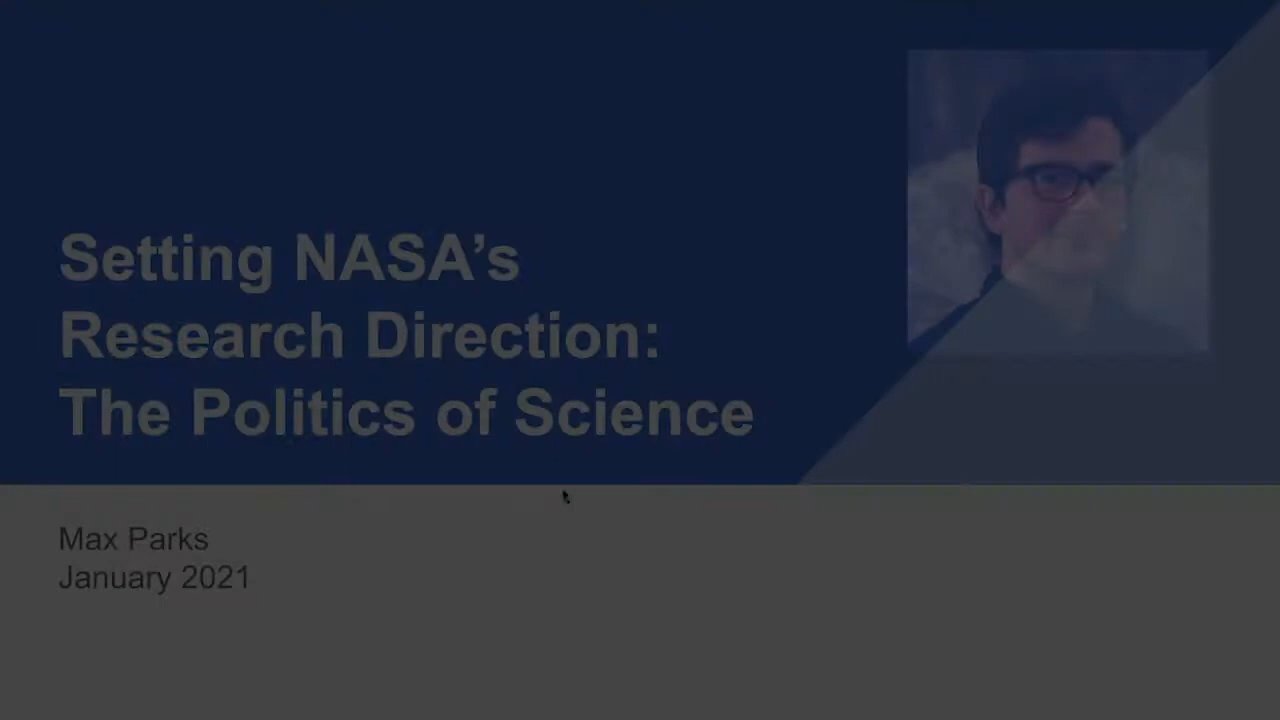 Setting NASA’s
Research Direction:
The Politics of Science
Max Parks
January 2021